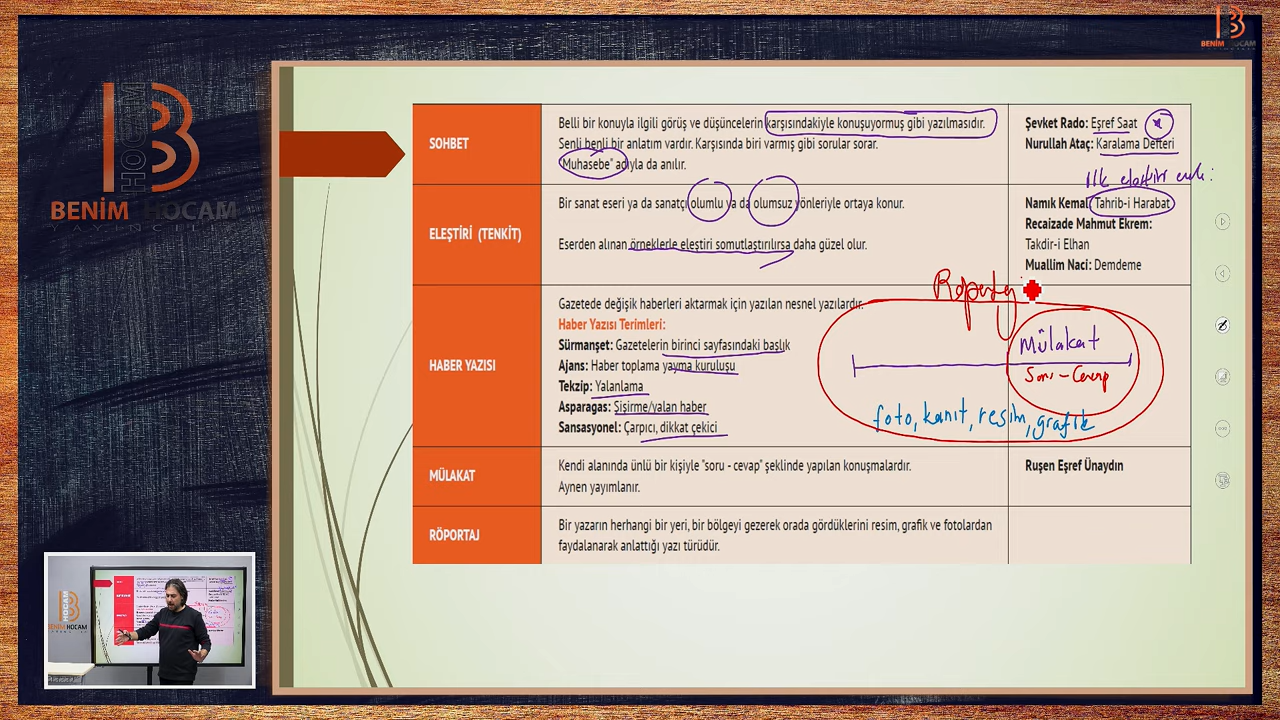 BENİM HOCAM
BENİM HOCAM
SOHBET
Belli bir konuyla ilgili görüş ve düşüncelerin karşısındakiyle konuşuyormuş gibi yazılmasıdır.
Senli benli bir anlatım vardır. Karşısında biri varmış gibi sorular sorar.
"Muhasebe" adıyla da anılır.
Şevket Rado: Eşref Saat
Nurullah Ataç: Karalama Defteri
İlk eleştiri
ELEŞTİRİ (TENKİT)
Bir sanat eseri ya da sanatçı olumlu ya da olumsuz yönleriyle ortaya konur.
Eserden alınan örneklerle eleştiri somutlaştırılırsa daha güzel olur.
Namık Kemal: Tahrib-i Harabat
Recaizade Mahmut Ekrem:
Takdir-i Elhan
Muallim Naci: Demdeme
HABER YAZISI
Gazetede değişik haberleri aktarmak için yazılan nesnel yazılardır.
Haber Yazısı Terimleri:
Sürmanşet: Gazetelerin birinci sayfasındaki başlık
Ajans: Haber toplama yayma kuruluşu
Tekzip: Yalanlama
Asparagas: Şişirme/yalan haber
Sansasyonel: Çarpıcı, dikkat çekici
Röportaj
Mülakat
Soru - Cevap
foto, kanıt, resim, grafik
MÜLAKAT
Kendi alanında ünlü bir kişiyle "soru - cevap" şeklinde yapılan konuşmalardır.
Aynen yayımlanır.
Ruşen Eşref Ünaydın
RÖPORTAJ
Bir yazarın herhangi bir yeri, bir bölgeyi gezerek orada gördüklerini resim, grafik ve fotolardan
faydalanarak anlattığı yazı türüdür.
BENİM HOCAM